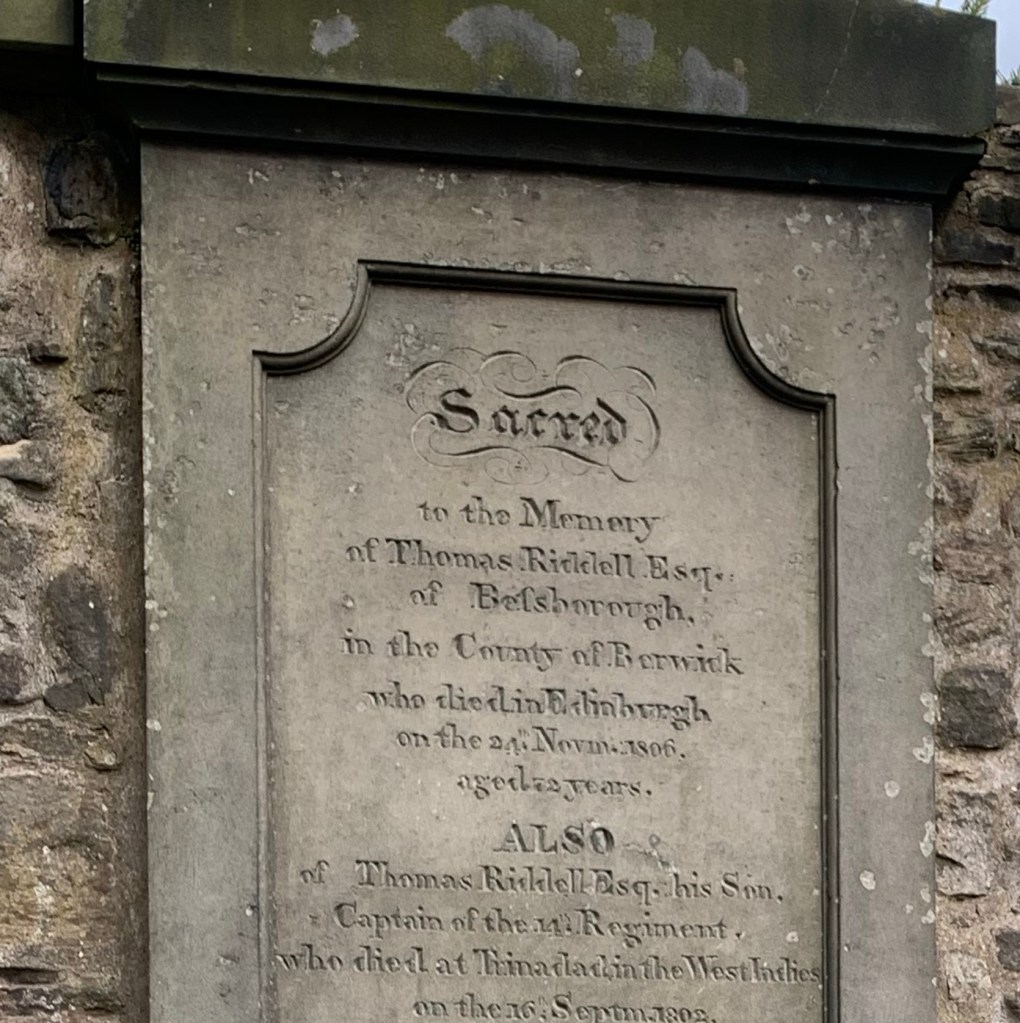 Sacred
to the Memory
of Thomas Riddell Esq.
of Beſsborough,
in the County of Berwick
who died in Edinburgh
on the 24th Novm. 1806.
aged 72 years.
ALSO
of Thomas Riddell Esq. his Son,
Captain of the 14th Regiment.
who died at Trinadad, in the West Indies
on the 16th Septm. 1802.